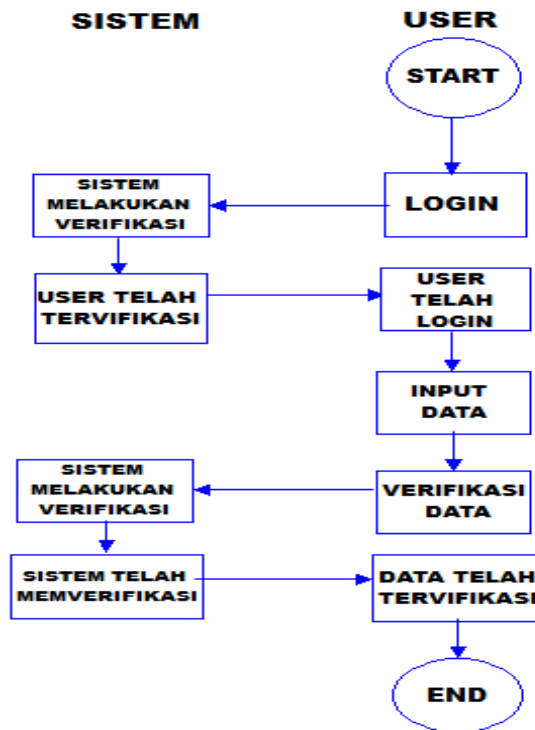 SISTEM
USER
START
LOGIN
SISTEM
MELAKUKAN
VERIFIKASI
USER TELAH
TERVIFIKASI
USER
TELAH
LOGIN
INPUT
DATA
VERIFIKASI
DATA
SISTEM
MELAKUKAN
VERIFIKASI
SISTEM TELAH
MEMVERIFIKASI
DATA TELAH
TERVIFIKASI
END